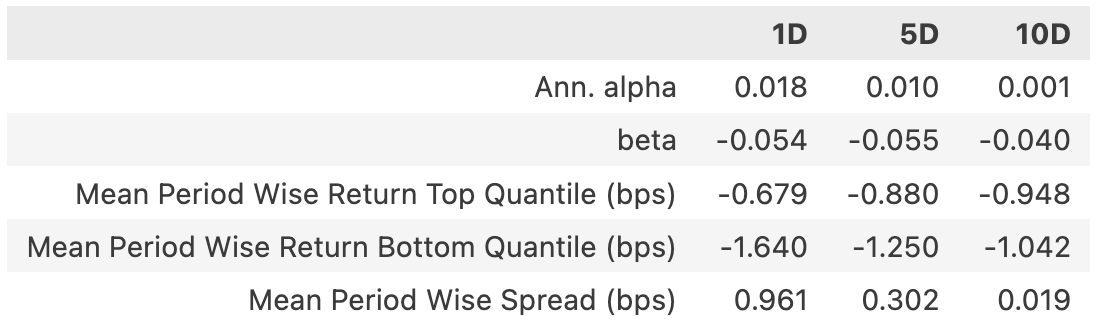 1D 5D 10D
Ann. alpha 0.018 0.010 0.001
beta -0.054 -0.055 -0.040
Mean Period Wise Return Top Quantile (bps) -0.679 -0.880 -0.948
Mean Period Wise Return Bottom Quantile (bps) -1.640 -1.250 -1.042
Mean Period Wise Spread (bps) 0.961 0.302 0.019